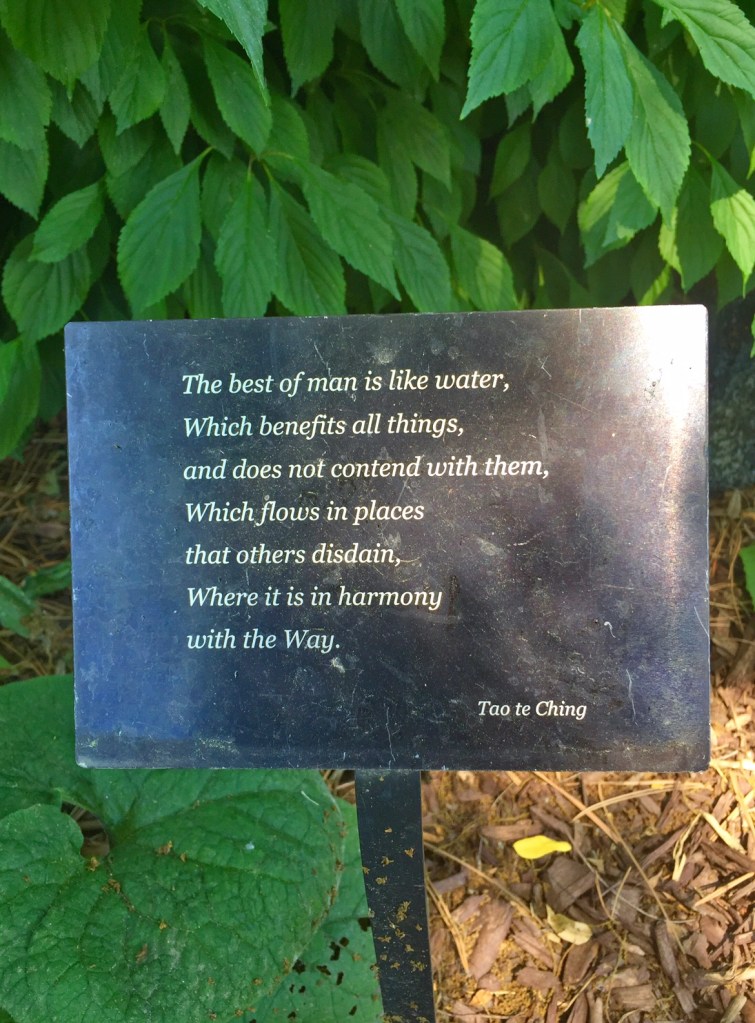 The best of man is like water,
Which benefits all things,
and does not contend with them,
Which flows in places
that others disdain,
Where it is in harmony
with the Way.
Tao te Ching